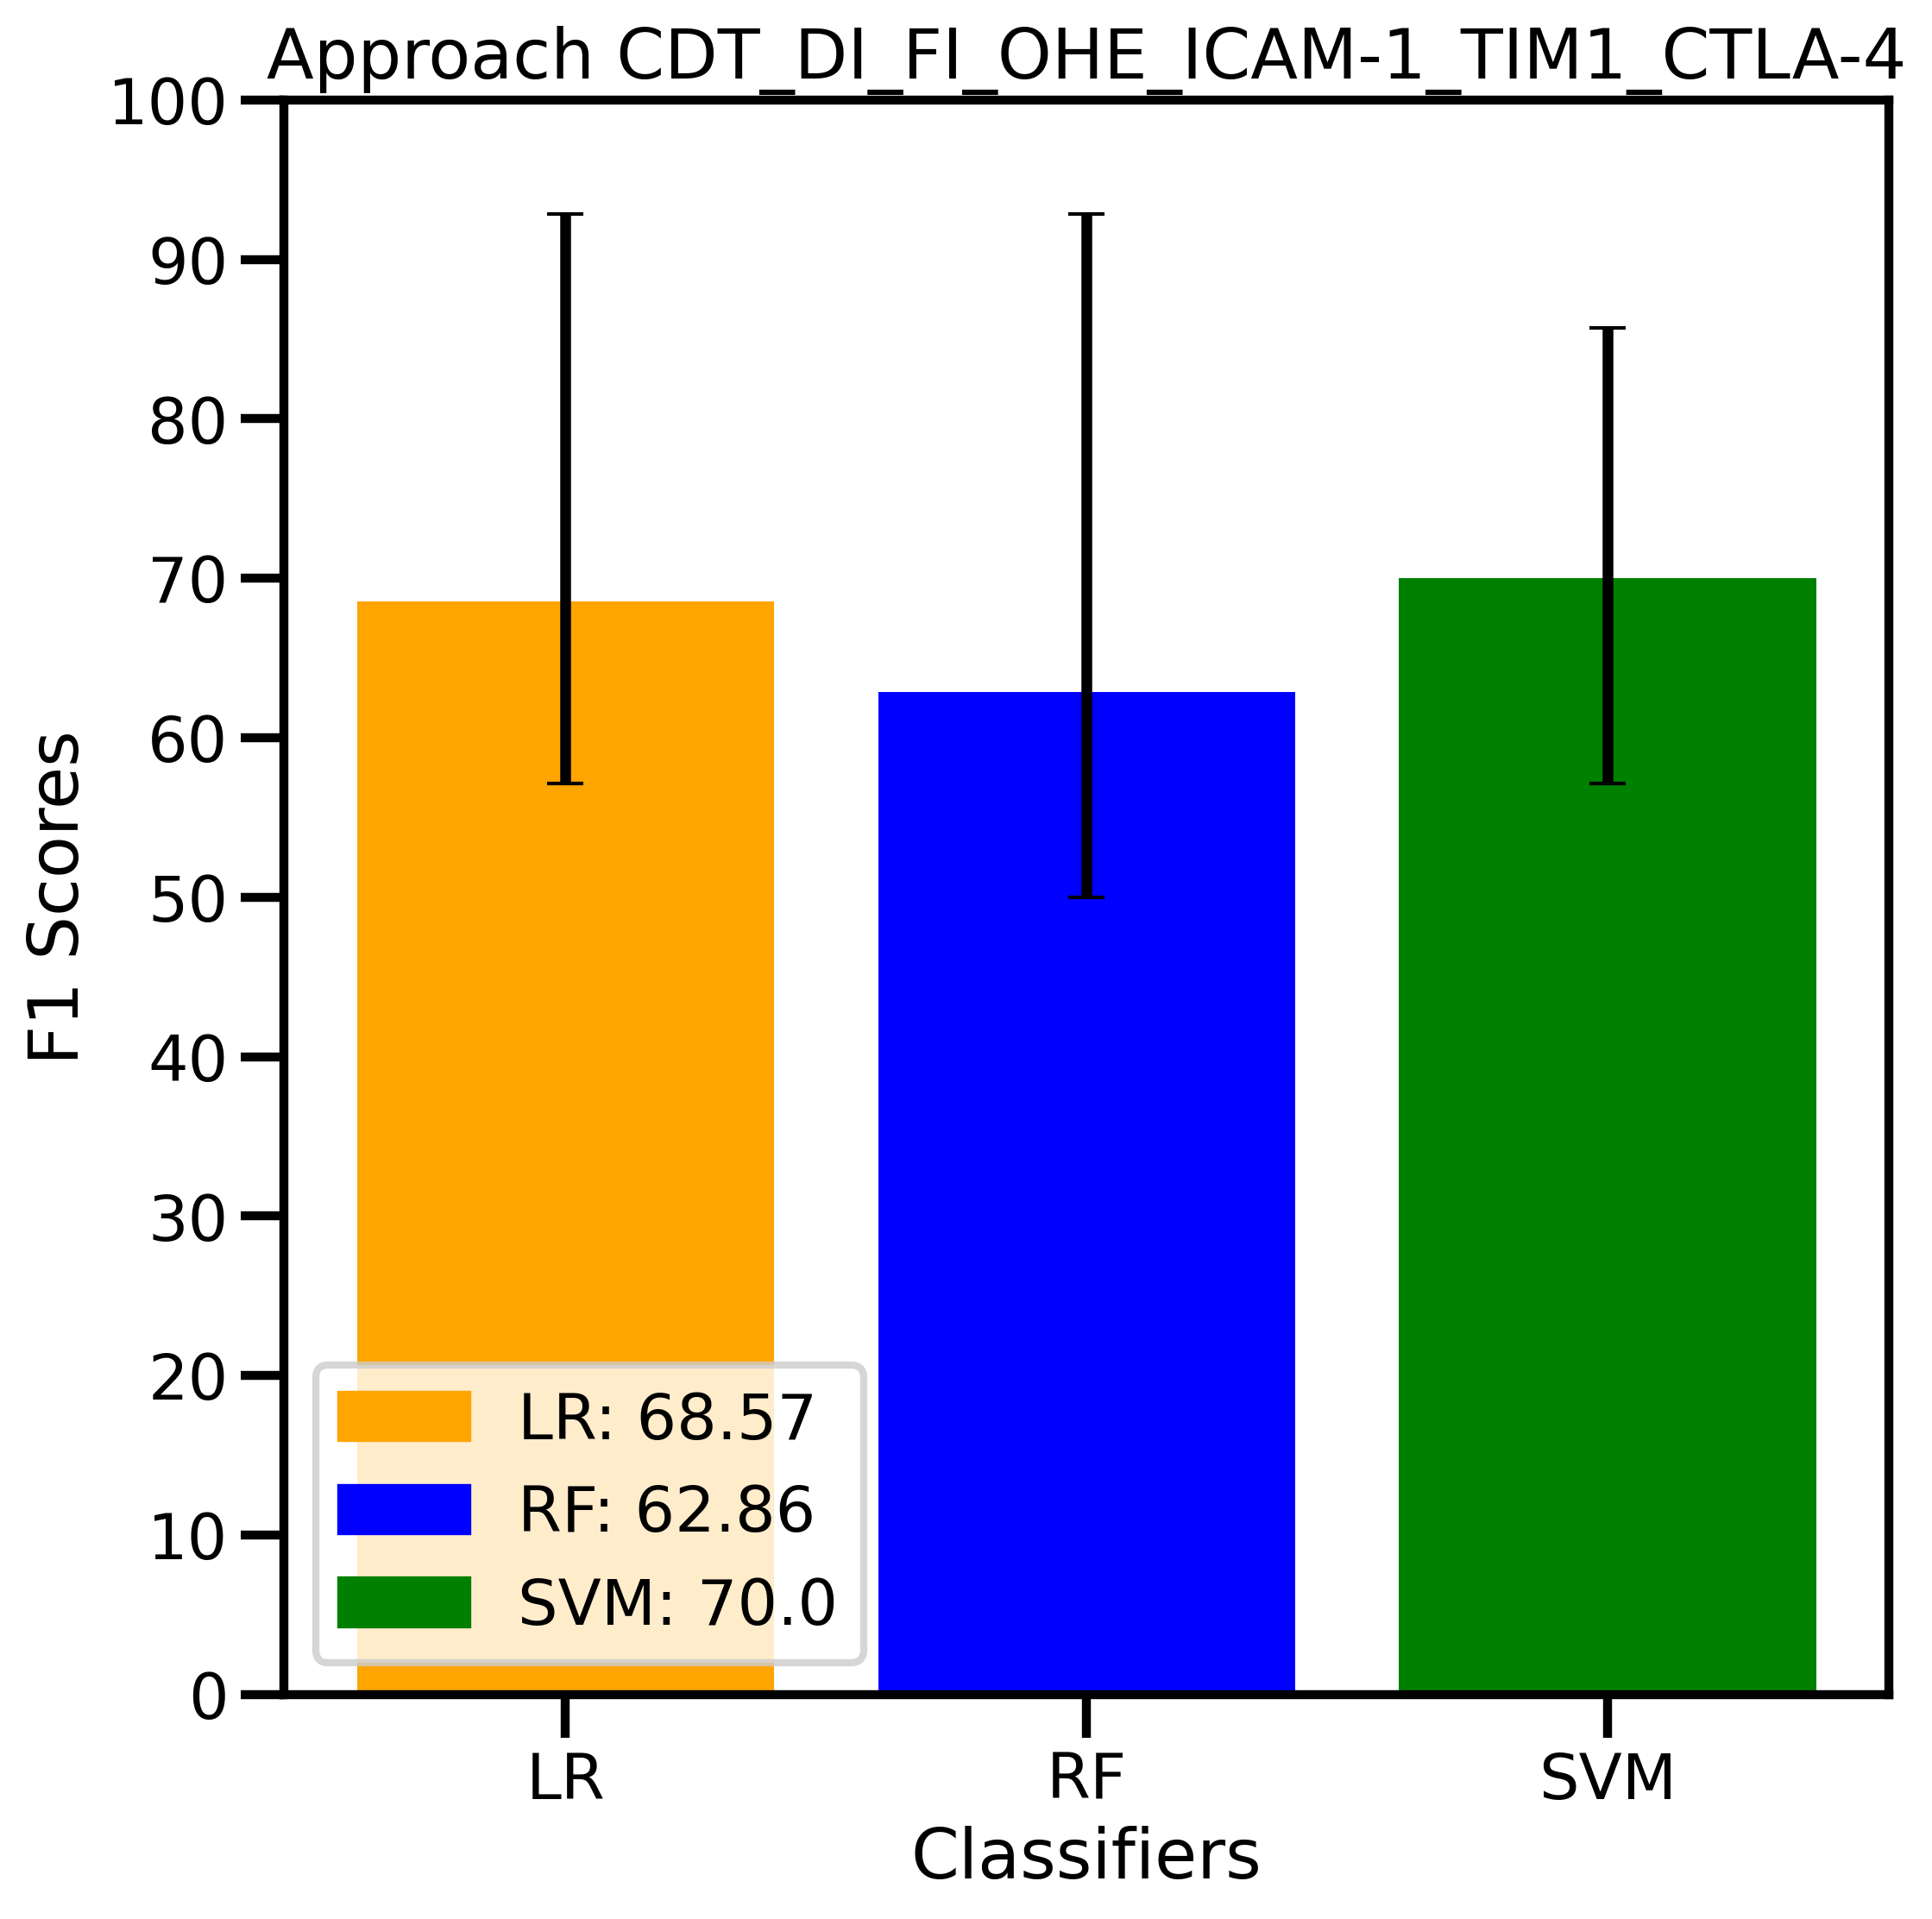 Approach CDT_DI_FI_OHE_ICAM-1_TIM1_CTLA-4
100
90
80
70
60
50
40
30
20
10
0
F1 Scores
LR: 68.57
RF: 62.86
SVM: 70.0
LR
RF
SVM
Classifiers